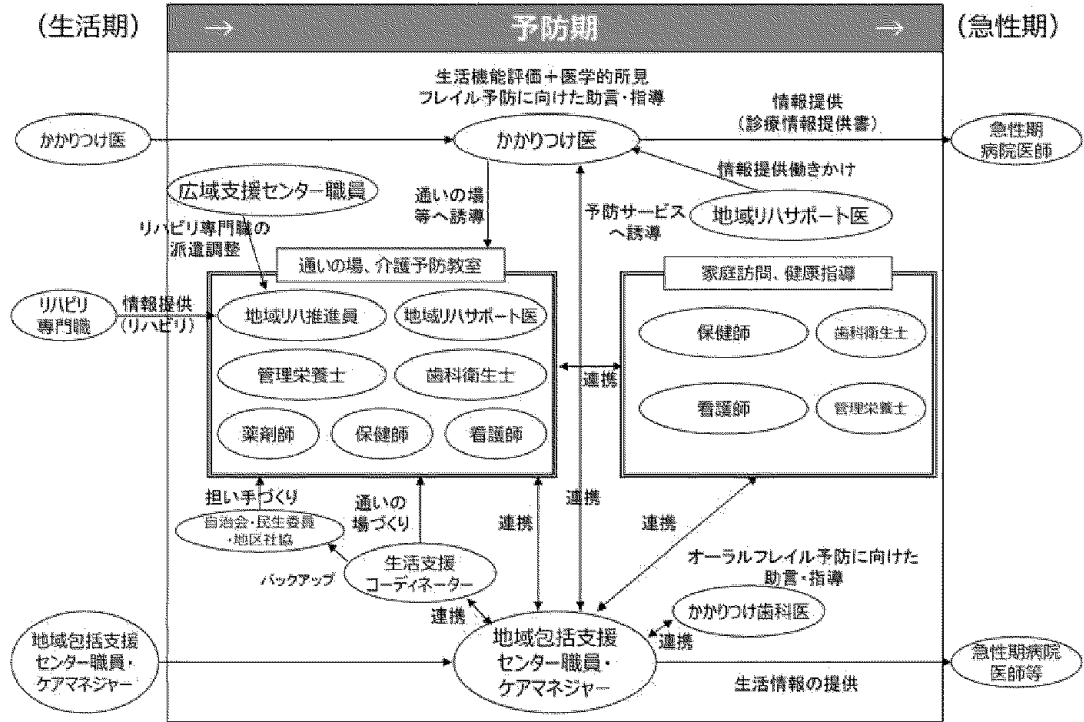 (生活期)
→ 予防期 →
(急性期)
生活機能評価＋医学的所見
フレイル予防に向けた助言・指導
情報提供
(診療情報提供書)
かかりつけ医
かかりつけ医
急性期
病院医師
情報提供働きかけ
広域支援センター職員
通いの場
等へ誘導
予防サービス
へ誘導
地域リハサポート医
リハビリ専門職の
派遣調整
通いの場、介護予防教室
家庭訪問、健康指導
リハビリ
専門職
情報提供
(リハビリ)
地域リハ推進員
地域リハサポート医
保健師
歯科衛生士
管理栄養士
歯科衛生士
連携
看護師
管理栄養士
薬剤師
保健師
看護師
担い手づくり
通いの
場づくり
連携
連携
連携
自治会・民生委員
・地区社協
バックアップ
生活支援
コーディネーター
オーラルフレイル予防に向けた
助言・指導
連携
かかりつけ歯科医
連携
地域包括支援
センター職員・
ケアマネジャー
地域包括支援
センター職員・
ケアマネジャー
生活情報の提供
急性期病院
医師等